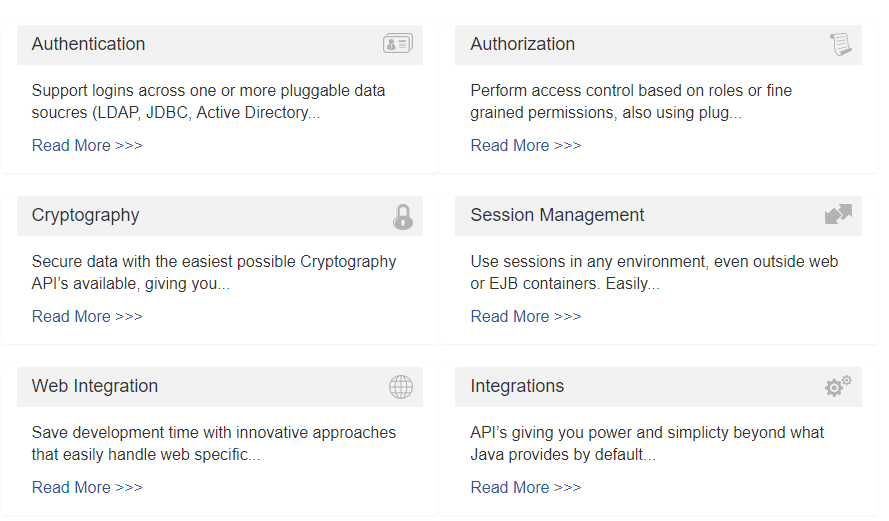 Authentication
Support logins across one or more pluggable data
soucres (LDAP, JDBC, Active Directory...
Read More >>>
Authorization
Perform access control based on roles or fine
grained permissions, also using plug...
Read More >>>
Cryptography
Secure data with the easiest possible Cryptography
API’s available, giving you...
Read More >>>
Session Management
Use sessions in any environment, even outside web
or EJB containers. Easily...
Read More >>>
Web Integration
Save development time with innovative approaches
that easily handle web specific...
Read More >>>
Integrations
API’s giving you power and simplicty beyond what
Java provides by default...
Read More >>>